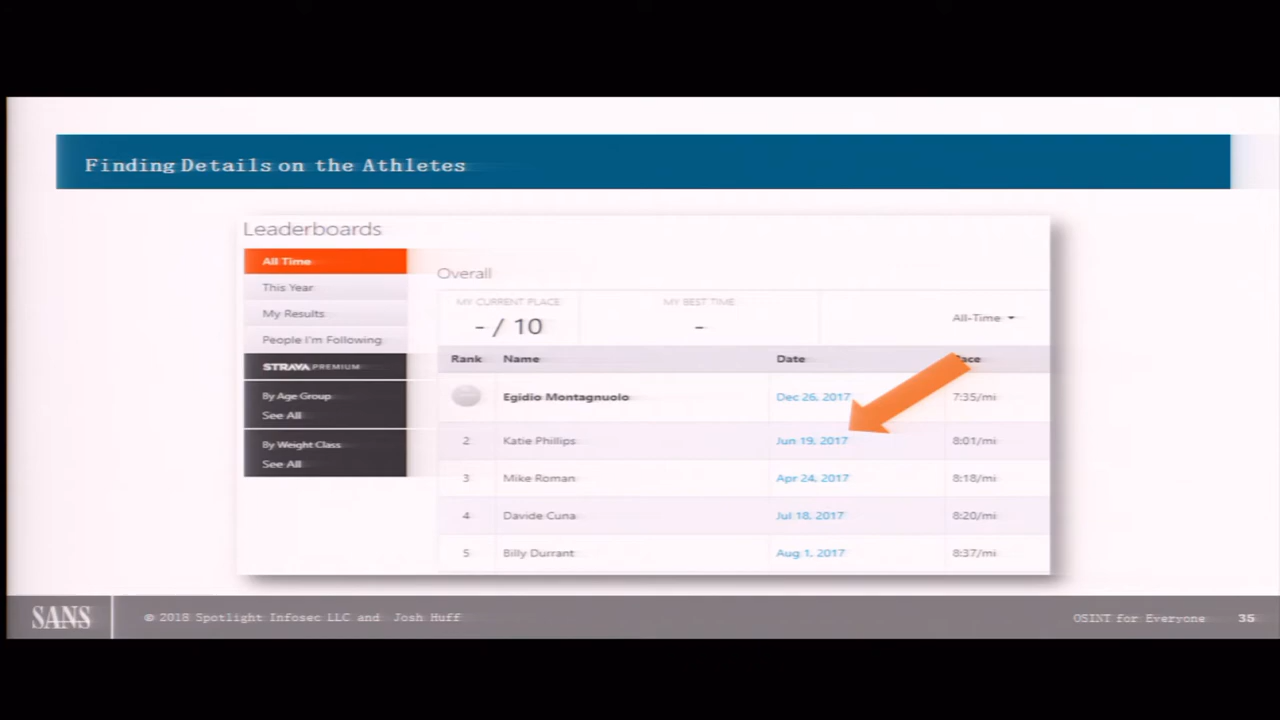 Finding Details on the Athletes
Leaderboards
All Time
This Year
My Results
People I'm Following
STRAVA PREMIUM
By Age Group
See All
By Weight Class
See All
Overall
MY CURRENT PLACE
- / 10
MY BEST TIME
-
All-Time
Rank Name Date Pace
Egidio Montagnuolo Dec 26, 2017 7:35/mi
2 Katie Phillips Jun 19, 2017 8:01/mi
3 Mike Roman Apr 24, 2017 8:18/mi
4 Davide Cuna Jul 18, 2017 8:20/mi
5 Billy Durrant Aug 1, 2017 8:37/mi
SANS © 2018 Spotlight Infosec LLC and Josh Huff OSINT for Everyone 35